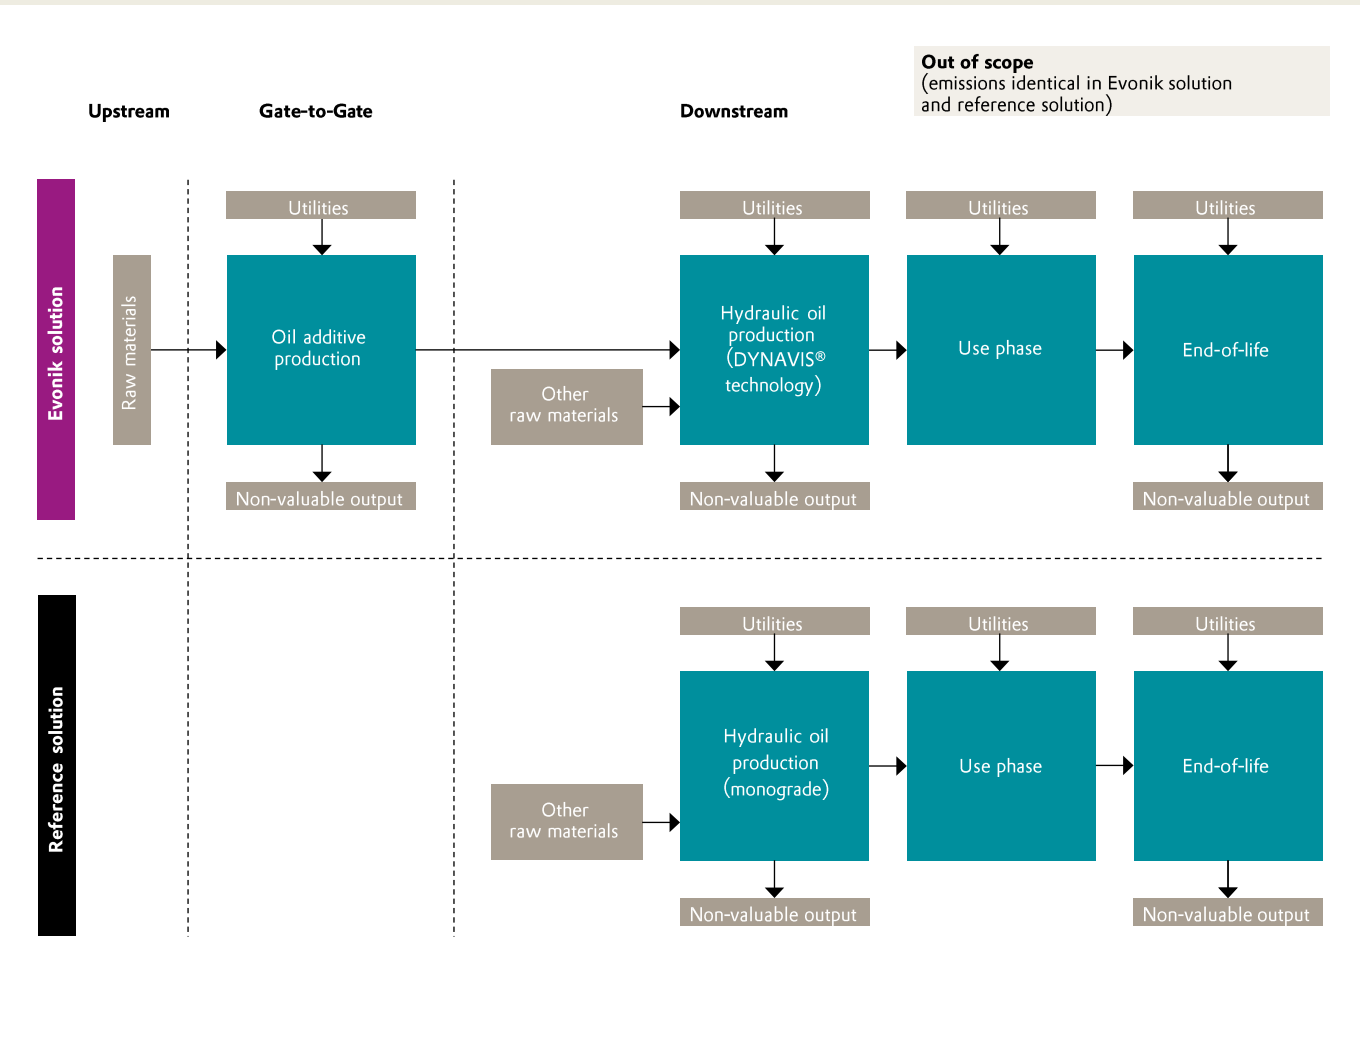 Out of scope
(emissions identical in Evonik solution
and reference solution)
Upstream
Gate-to-Gate
Downstream
Evonik solution
Raw materials
Utilities
Oil additive
production
Non-valuable output
Other
raw materials
Utilities
Hydraulic oil
production
(DYNAVIS®
technology)
Non-valuable output
Utilities
Use phase
Utilities
End-of-life
Non-valuable output
Reference solution
Other
raw materials
Utilities
Hydraulic oil
production
(monograde)
Non-valuable output
Utilities
Use phase
Utilities
End-of-life
Non-valuable output